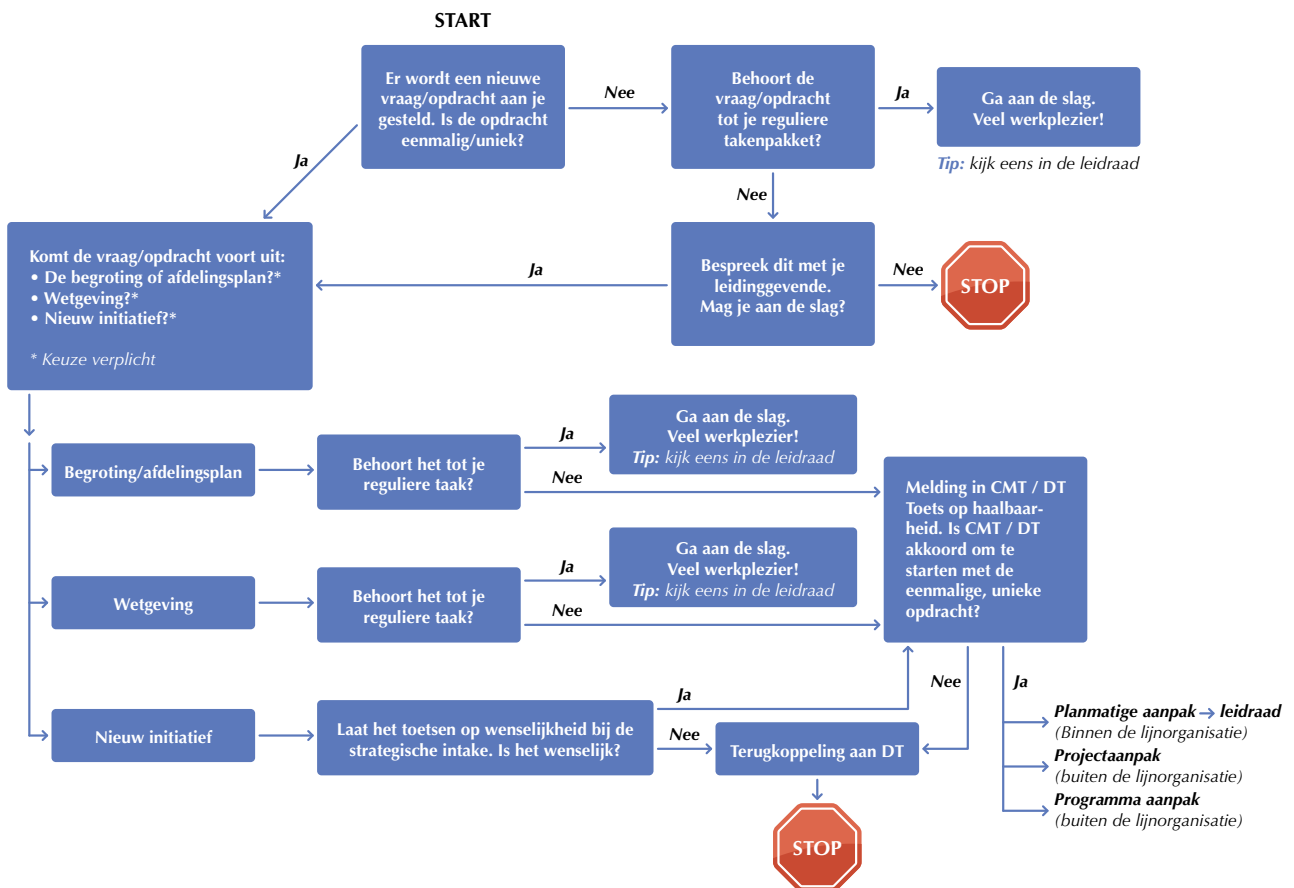 START
Er wordt een nieuwe
vraag/opdracht aan je
gesteld. Is de opdracht
eenmalig/uniek?
Nee
Behoort de
vraag/opdracht
tot je reguliere
takenpakket?
Ja
Ga aan de slag.
Veel werkplezier!
Tip: kijk eens in de leidraad
Ja
Nee
Komt de vraag/opdracht voort uit:
• De begroting of afdelingsplan?*
• Wetgeving?*
• Nieuw initiatief?*
* Keuze verplicht
Ja
Bespreek dit met je
leidinggevende.
Mag je aan de slag?
Nee
STOP
Begroting/afdelingsplan
Behoort het tot je
reguliere taak?
Ja
Ga aan de slag.
Veel werkplezier!
Tip: kijk eens in de leidraad
Nee
Melding in CMT / DT
Toets op haalbaar-
heid. Is CMT / DT
akkoord om te
starten met de
eenmalige, unieke
opdracht?
Wetgeving
Behoort het tot je
reguliere taak?
Ja
Ga aan de slag.
Veel werkplezier!
Tip: kijk eens in de leidraad
Nee
Nieuw initiatief
Laat het toetsen op wenselijkheid bij de
strategische intake. Is het wenselijk?
Ja
Nee
Terugkoppeling aan DT
STOP
Nee
Ja
Planmatige aanpak → leidraad
(Binnen de lijnorganisatie)
Projectaanpak
(buiten de lijnorganisatie)
Programma aanpak
(buiten de lijnorganisatie)